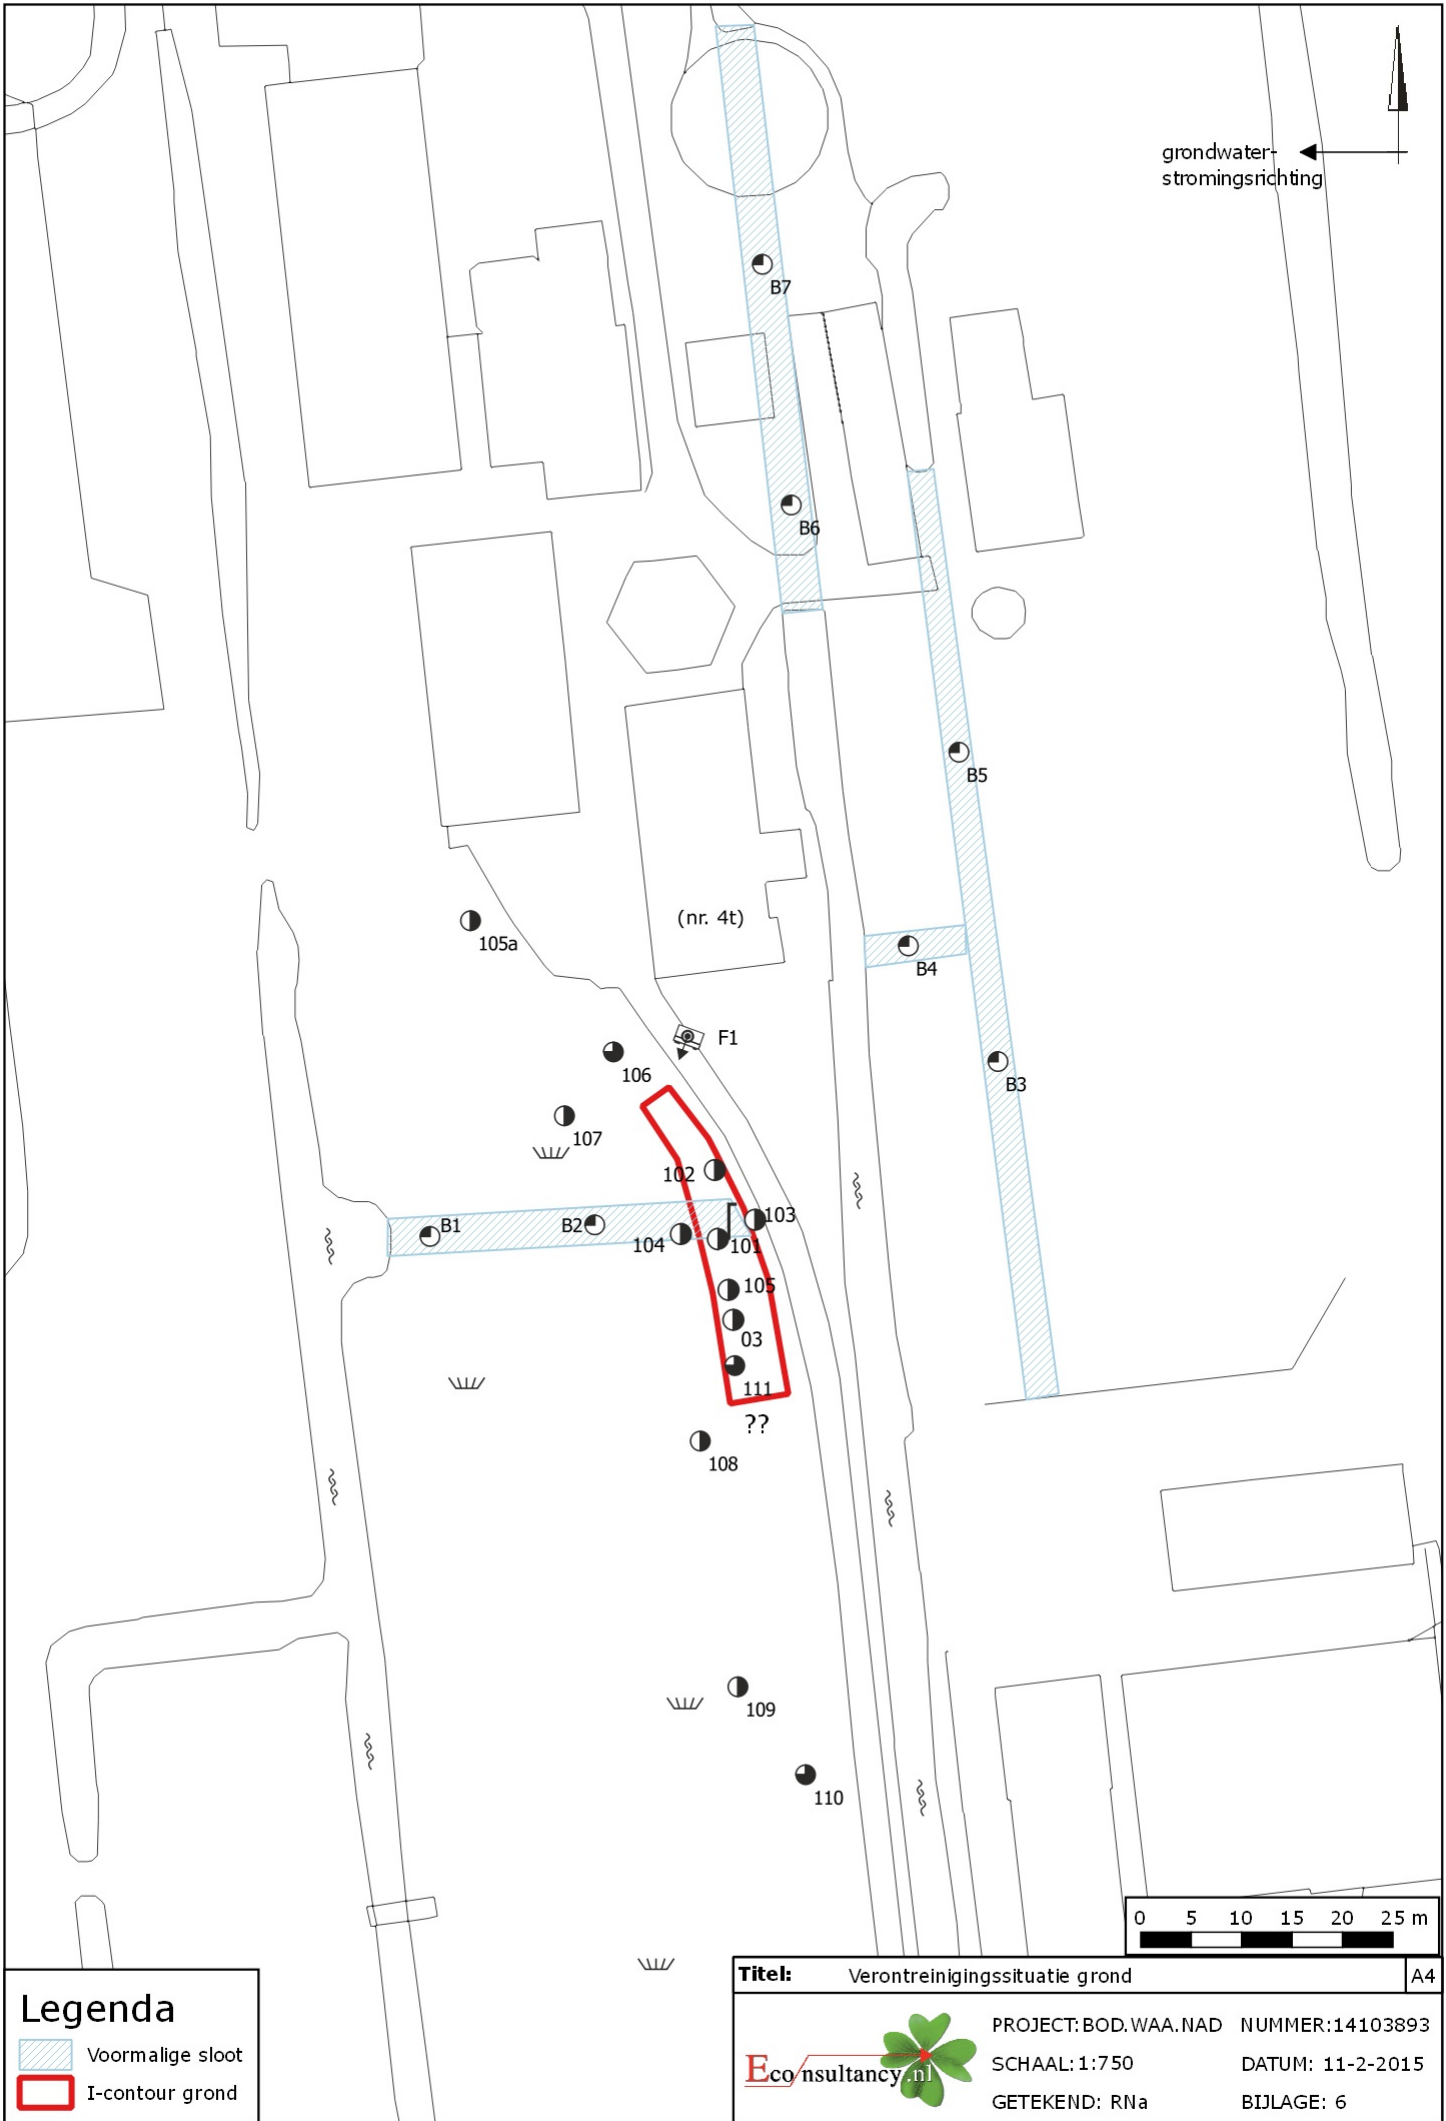 grondwater-
stromingsrichting
B7
B6
B5
(nr. 4t)
105a
B4
F1
106
B3
107
102
B1
B2
103
104
101
105
03
111
??
108
109
110
0 5 10 15 20 25 m
Titel: Verontreinigingssituatie grond A4
Legenda
Voormalige sloot
I-contour grond
Econsultancy.nl
PROJECT: BOD.WAA.NAD NUMMER: 14103893
SCHAAL: 1:750 DATUM: 11-2-2015
GETEKEND: RNa BIJLAGE: 6